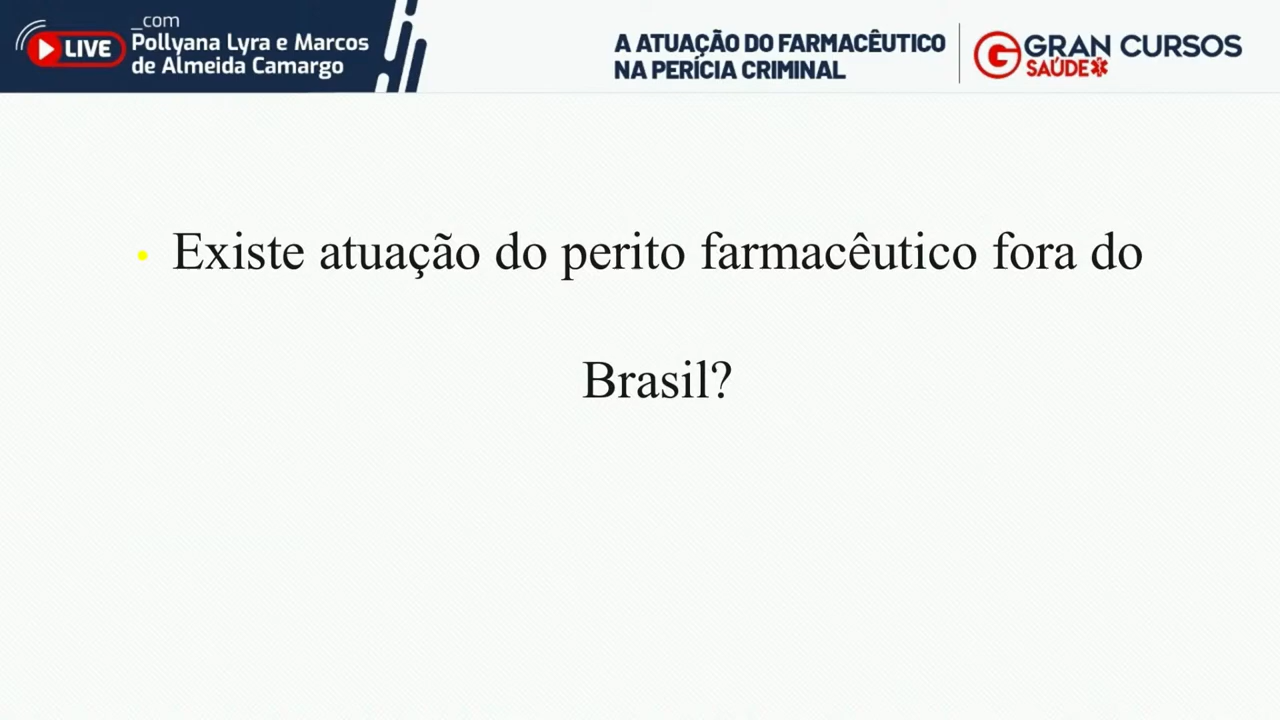 _com
LIVE
Pollyana Lyra e Marcos
de Almeida Camargo
A ATUAÇÃO DO FARMACÊUTICO
NA PERÍCIA CRIMINAL
G GRAN CURSOS
SAÚDE
• Existe atuação do perito farmacêutico fora do
Brasil?